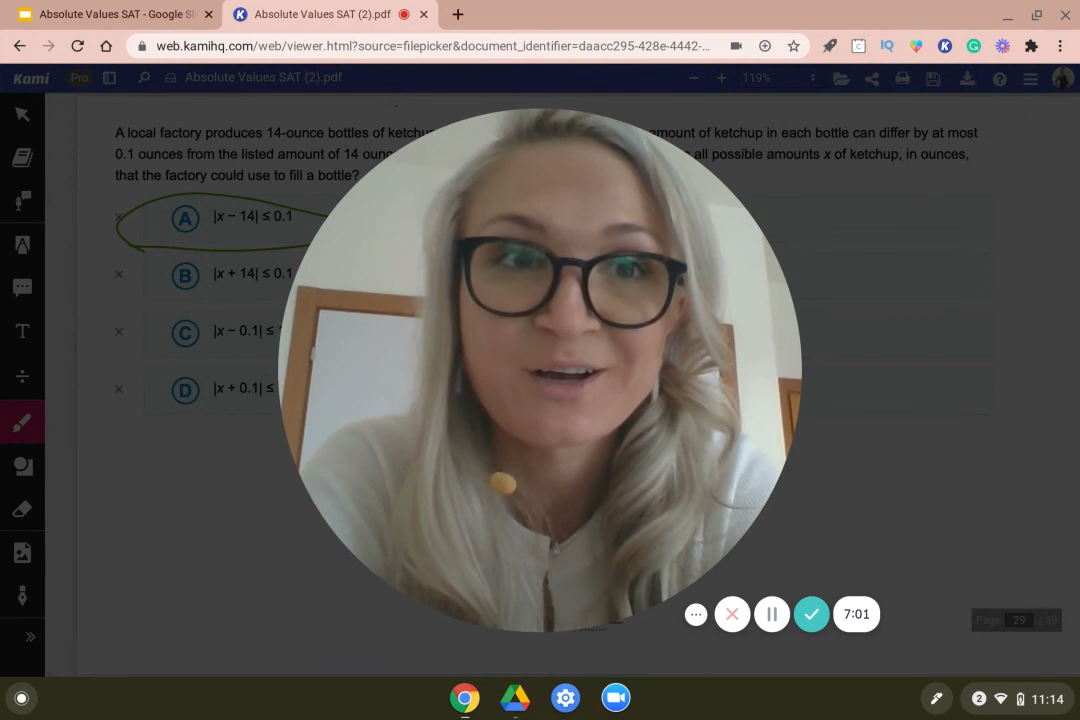 Absolute Values SAT - Google Sl
Absolute Values SAT (2).pdf
web.kamihq.com/web/viewer.html?source=filepicker&document_identifier=daacc295-428e-4442-...
IQ
Kami Pro Absolute Values SAT (2).pdf 119%
A local factory produces 14-ounce bottles of amount of ketchup in each bottle can differ by at most
0.1 ounces from the listed amount of 14 all possible amounts x of ketchup, in ounces,
that the factory could use to fill a bottle?
A |x − 14| ≤ 0.1
B |x + 14| ≤ 0.1
C |x − 0.1| ≤
D |x + 0.1| ≤
7:01
Page 29 / 39
2 11:14